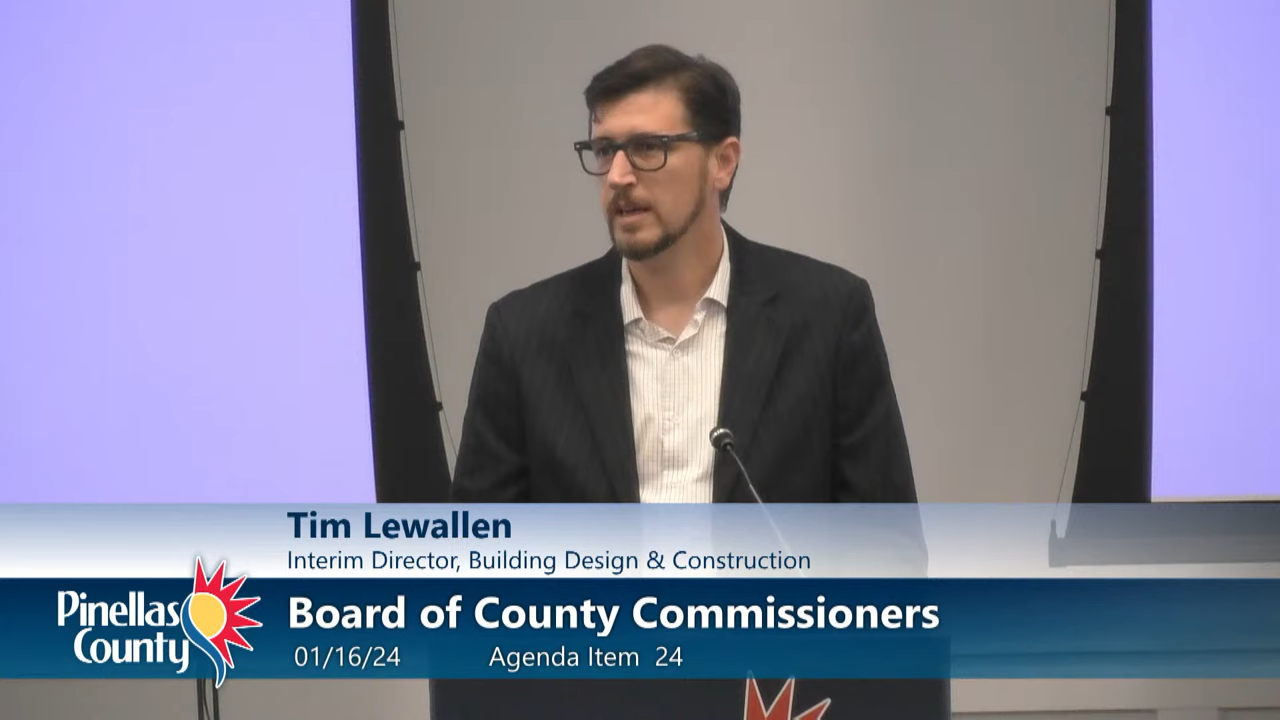 Tim Lewallen
Interim Director, Building Design & Construction
Pinellas
County
Board of County Commissioners
01/16/24 Agenda Item 24